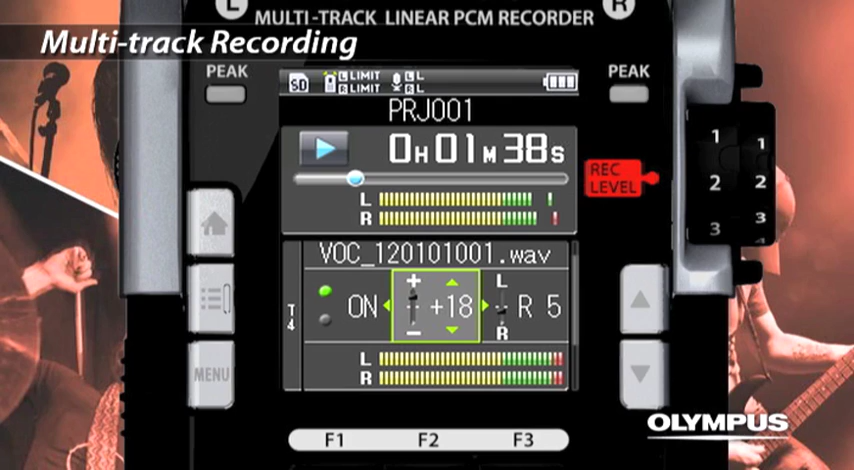 L R
MULTI-TRACK LINEAR PCM RECORDER
Multi-track Recording
PEAK PEAK
SD L LIMIT R LIMIT L L R L
PRJ001
0H01M38s
REC
LEVEL
L
R
1 1
2 2
3 3
VOC_120101001.wav
T4 ON + +18 − L R R 5
L
R
MENU
OLYMPUS
F1 F2 F3